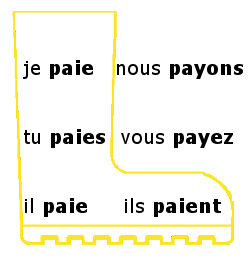 je paie nous payons
tu paies vous payez
il paie ils paient